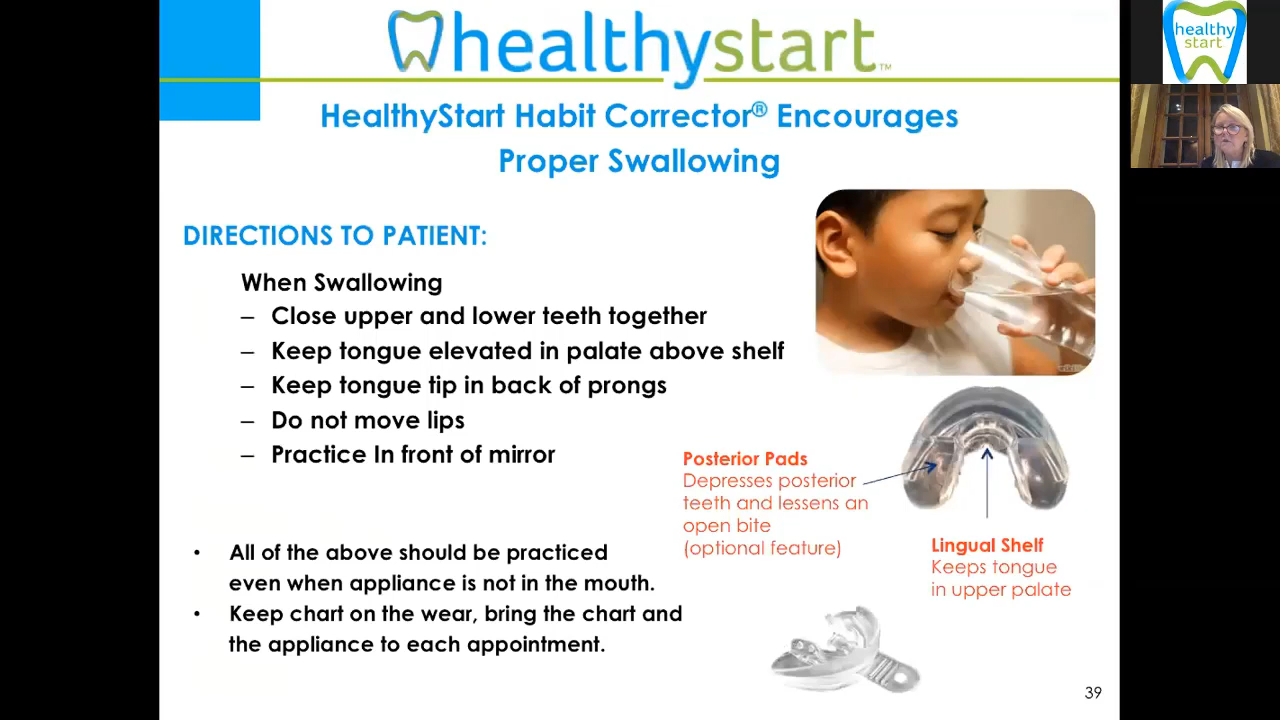 healthystart™
healthy
start
HealthyStart Habit Corrector® Encourages
Proper Swallowing
DIRECTIONS TO PATIENT:
When Swallowing
– Close upper and lower teeth together
– Keep tongue elevated in palate above shelf
– Keep tongue tip in back of prongs
– Do not move lips
– Practice In front of mirror
Posterior Pads
Depresses posterior
teeth and lessens an
open bite
(optional feature)
Lingual Shelf
Keeps tongue
in upper palate
• All of the above should be practiced
even when appliance is not in the mouth.
• Keep chart on the wear, bring the chart and
the appliance to each appointment.
39